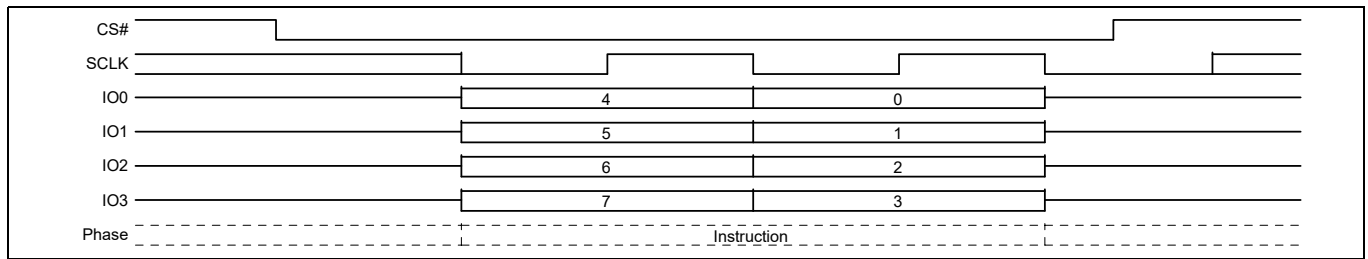 CS#
SCLK
IO0 4 0
IO1 5 1
IO2 6 2
IO3 7 3
Phase Instruction